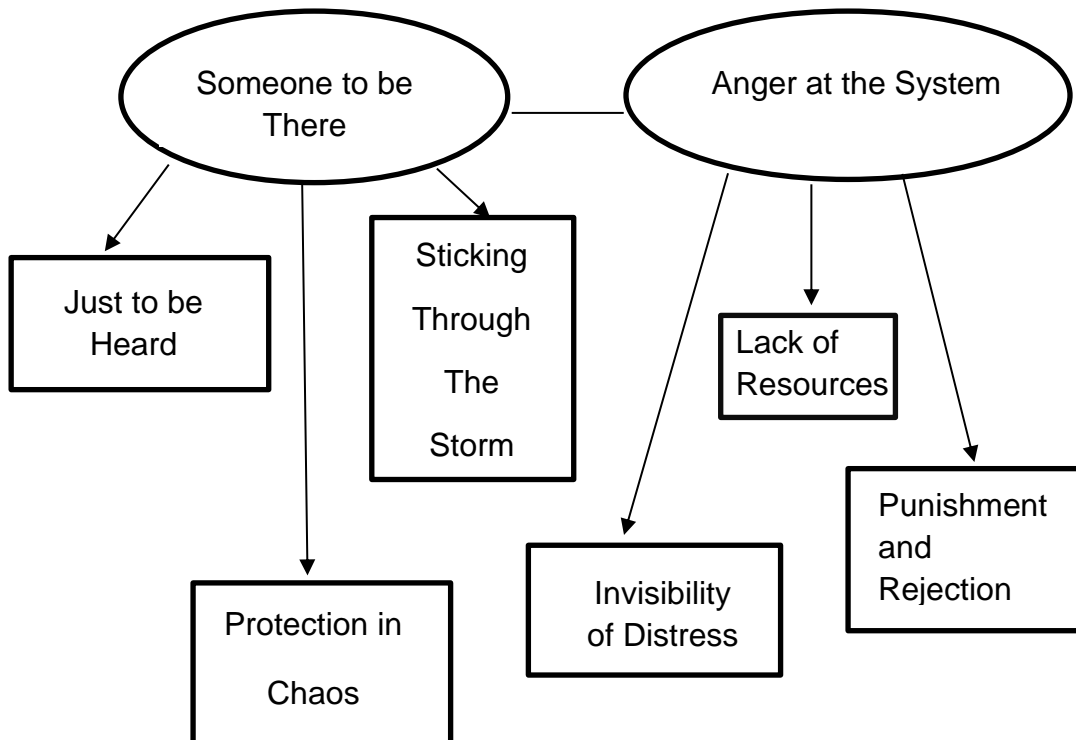 Someone to be
There
Anger at the System
Just to be
Heard
Sticking
Through
The
Storm
Lack of
Resources
Punishment
and
Rejection
Invisibility
of Distress
Protection in
Chaos